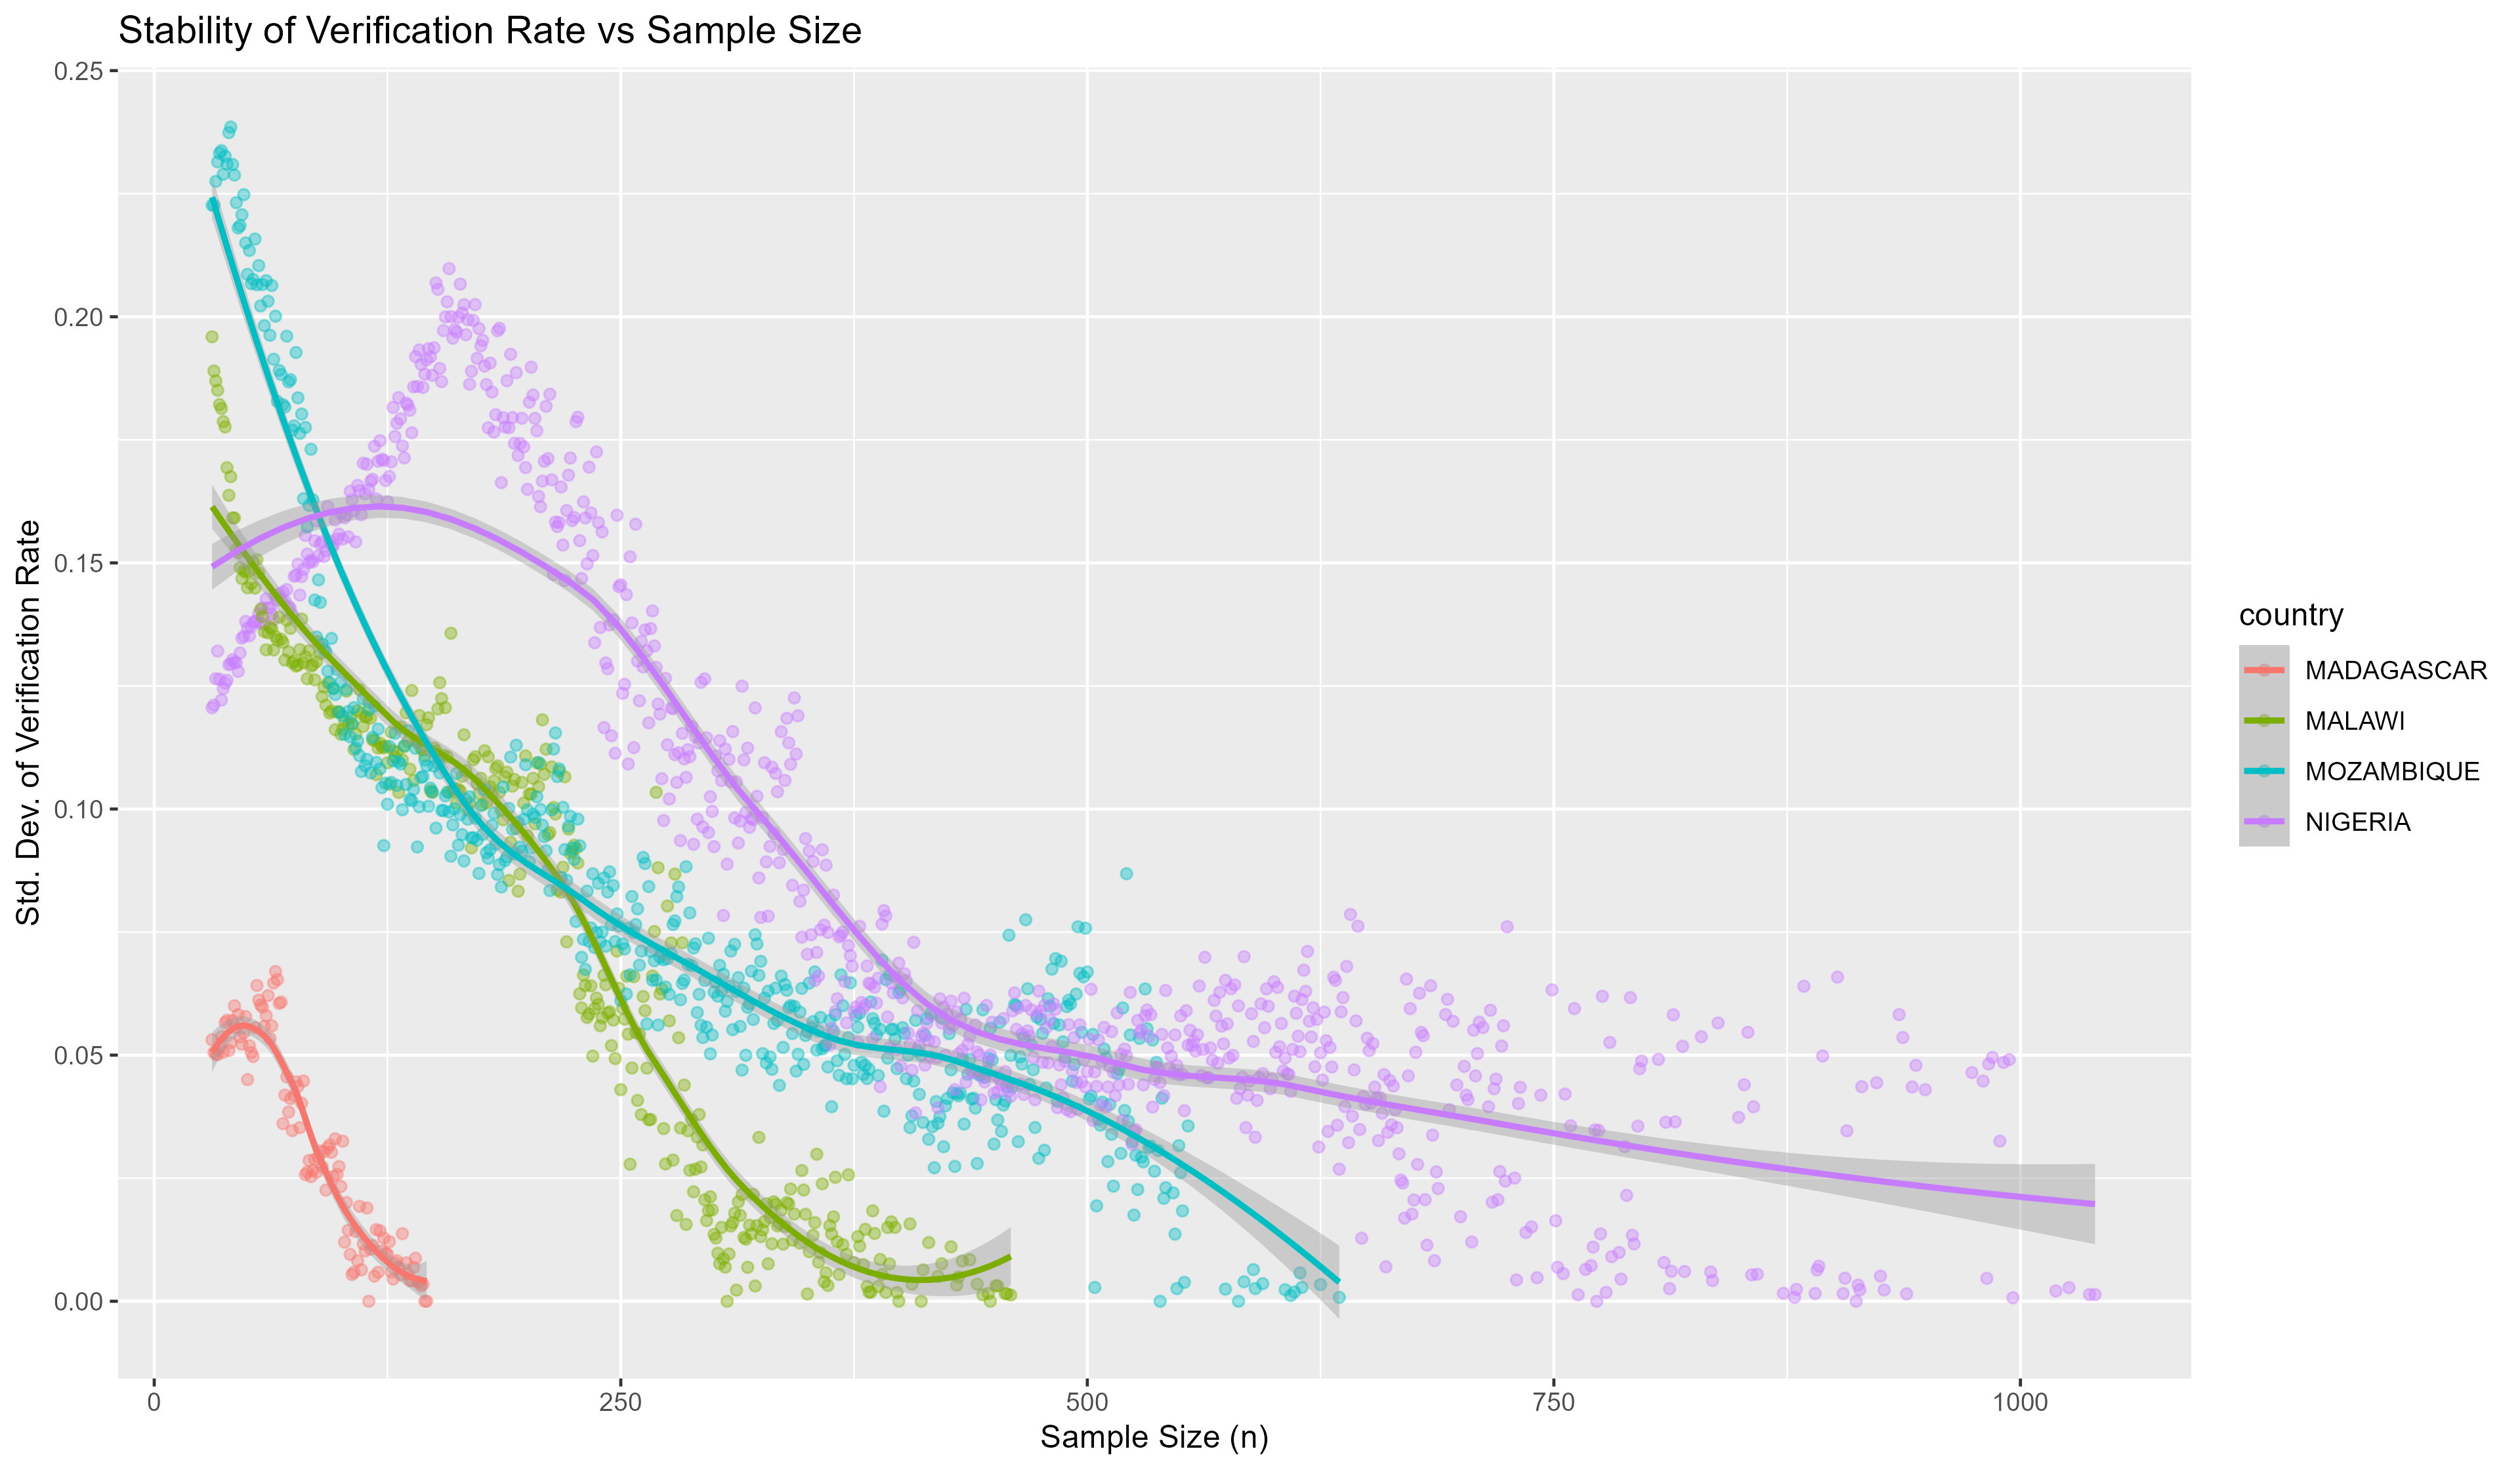 Stability of Verification Rate vs Sample Size
0.25
0.20
0.15
0.10
0.05
0.00
Std. Dev. of Verification Rate
0 250 500 750 1000
Sample Size (n)
country
MADAGASCAR
MALAWI
MOZAMBIQUE
NIGERIA